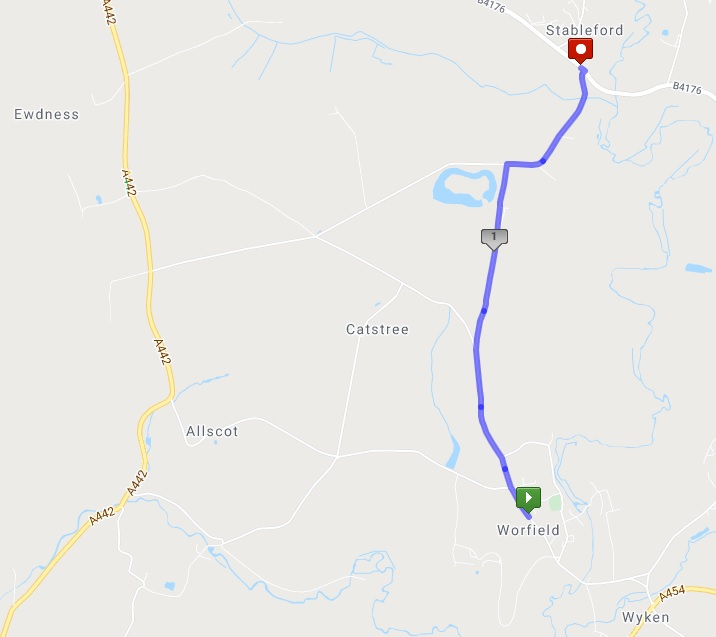 A442
B4176
Stableford
B4176
Ewdness
A442
1
Catstree
A442
Allscot
A442
A442
Worfield
A454
Wyken